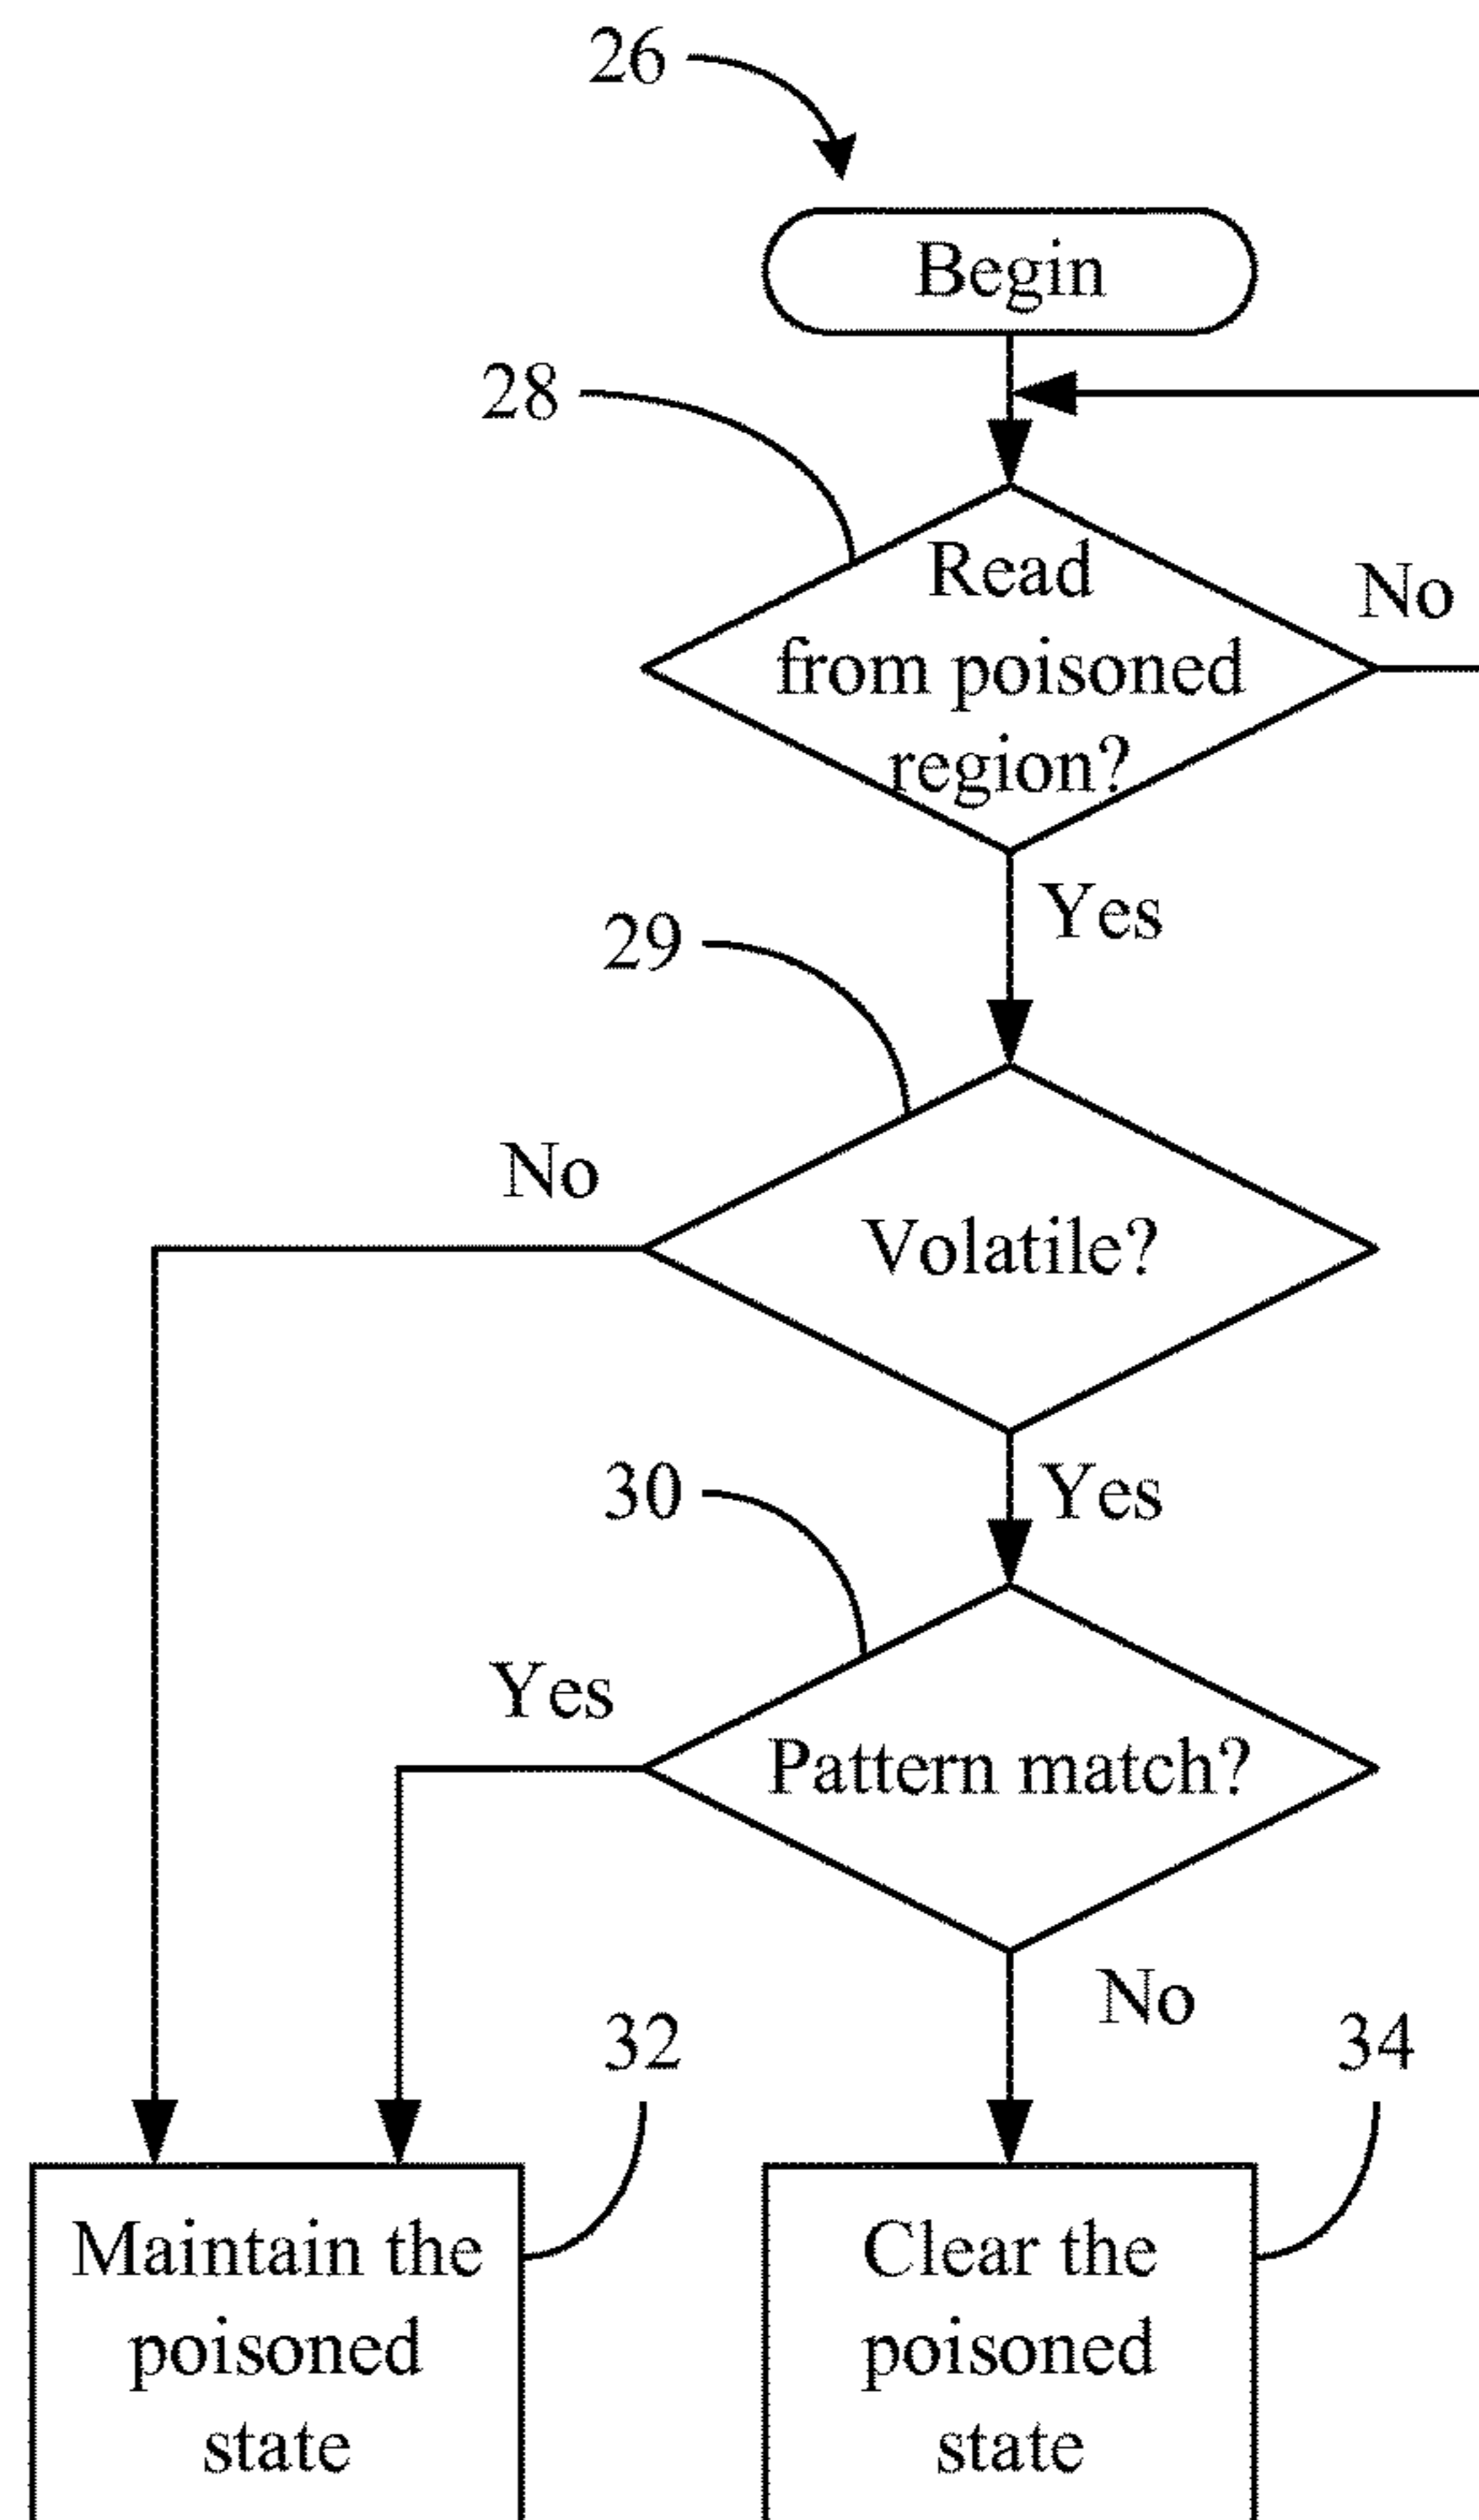 26
Begin
28
Read
from poisoned
region?
No
Yes
29
No
Volatile?
Yes
30
Yes
Pattern match?
No
32
34
Maintain the
poisoned
state
Clear the
poisoned
state